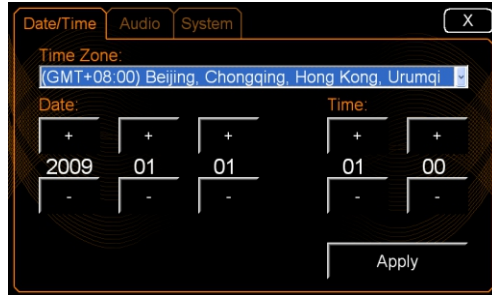 Date/Time Audio System X
Time Zone:
(GMT+08:00) Beijing, Chongqing, Hong Kong, Urumqi
Date: Time:
+ + + + +
2009 01 01 01 00
- - - - -
Apply